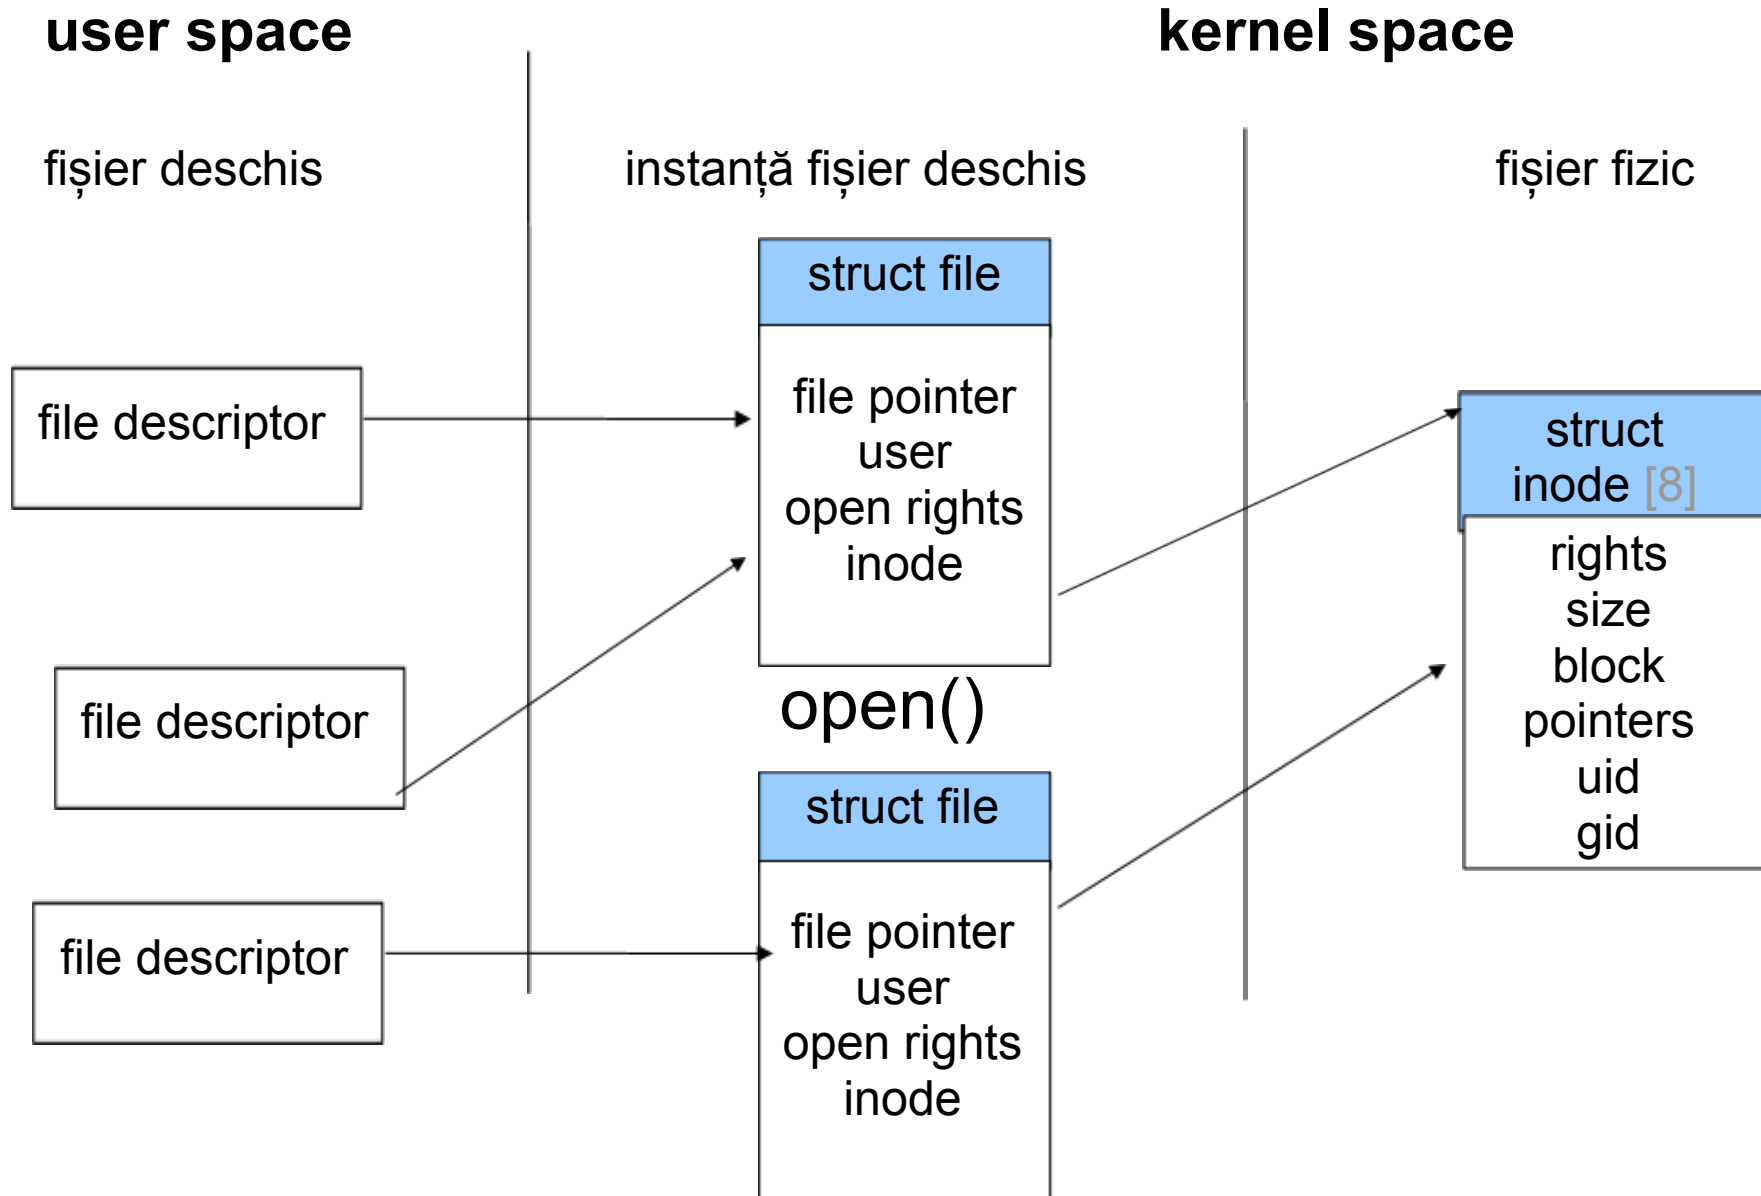 user space
kernel space
fișier deschis
instanță fișier deschis
fișier fizic
struct file
file pointer
user
open rights
inode
file descriptor
file descriptor
file descriptor
open()
struct file
file pointer
user
open rights
inode
struct
inode [8]
rights
size
block
pointers
uid
gid